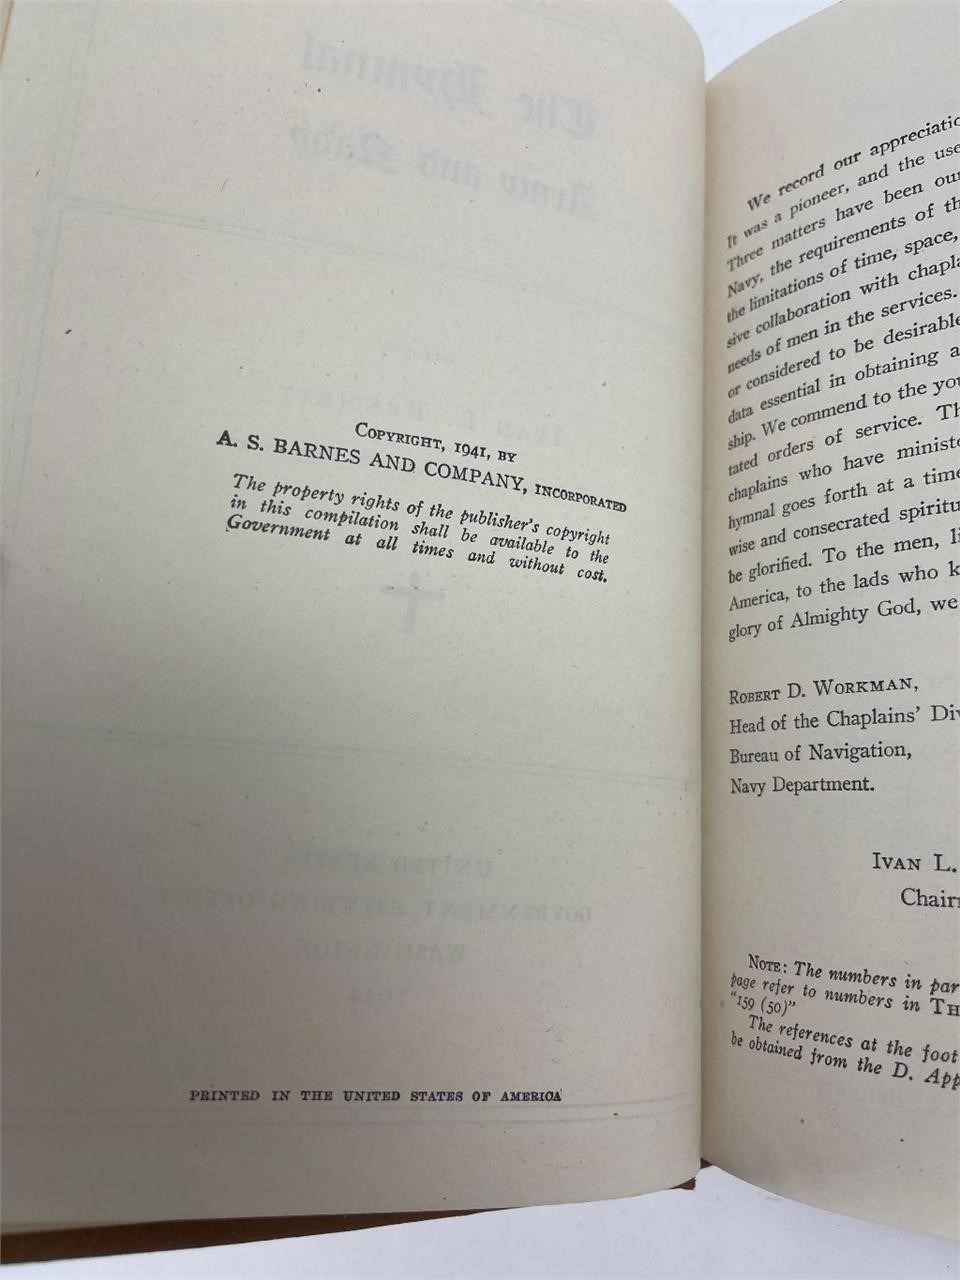 COPYRIGHT, 1941, BY
A. S. BARNES AND COMPANY, INCORPORATED
The property rights of the publisher's copyright
in this compilation shall be available to the
Government at all times and without cost.
PRINTED IN THE UNITED STATES OF AMERICA
We record our appreciatio
It was a pioneer, and the use
Three matters have been our
Navy, the requirements of th
the limitations of time, space,
sive collaboration with chapla
needs of men in the services.
or considered to be desirable
data essential in obtaining a
ship. We commend to the you
tated orders of service. Th
chaplains who have ministe
hymnal goes forth at a time
wise and consecrated spiritu
be glorified. To the men, li
America, to the lads who k
glory of Almighty God, we
ROBERT D. WORKMAN,
Head of the Chaplains' Div
Bureau of Navigation,
Navy Department.
IVAN L.
Chairm
NOTE: The numbers in par
page refer to numbers in TH
"159 (50)"
The references at the foot
be obtained from the D. App